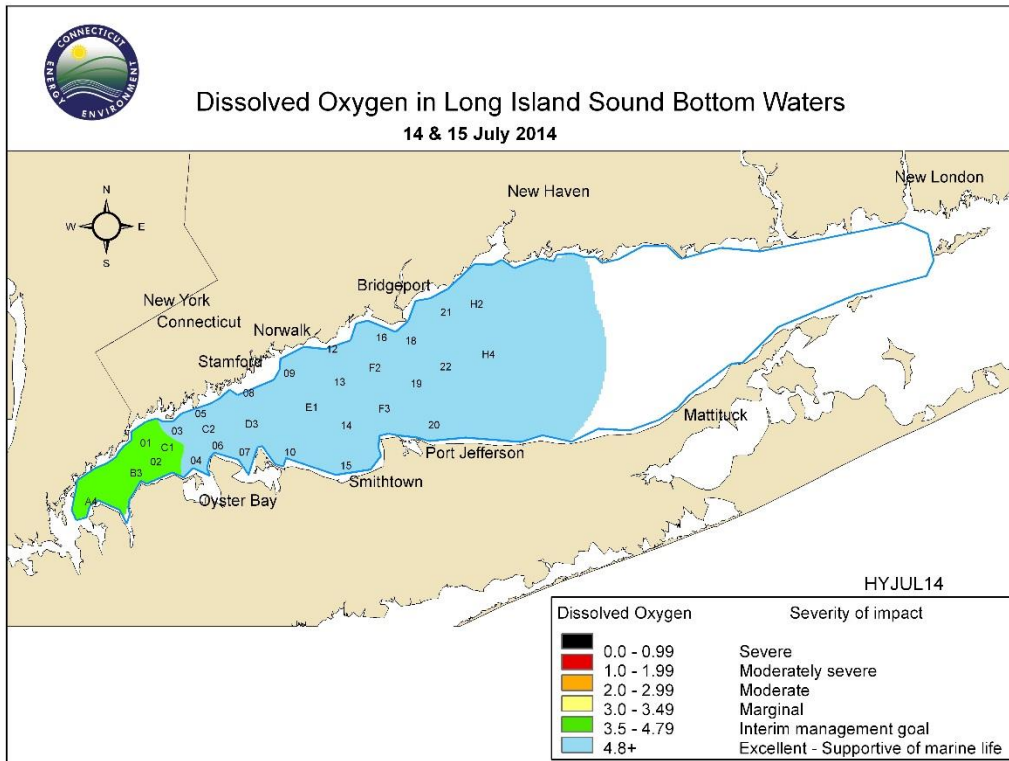 CONNECTICUT
ENERGY
ENVIRONMENT
Dissolved Oxygen in Long Island Sound Bottom Waters
14 & 15 July 2014
New London
New Haven
N
W E
S
Bridgeport
New York
Connecticut
H2
21
Norwalk
16
18
12
H4
Stamford
F2
22
09
13
19
08
05
E1
F3
Mattituck
03
C2
D3
14
20
01
C1
06
07
10
Port Jefferson
02
04
15
B3
Smithtown
A4
Oyster Bay
HYJUL14
Dissolved Oxygen Severity of impact
0.0 - 0.99 Severe
1.0 - 1.99 Moderately severe
2.0 - 2.99 Moderate
3.0 - 3.49 Marginal
3.5 - 4.79 Interim management goal
4.8+ Excellent - Supportive of marine life